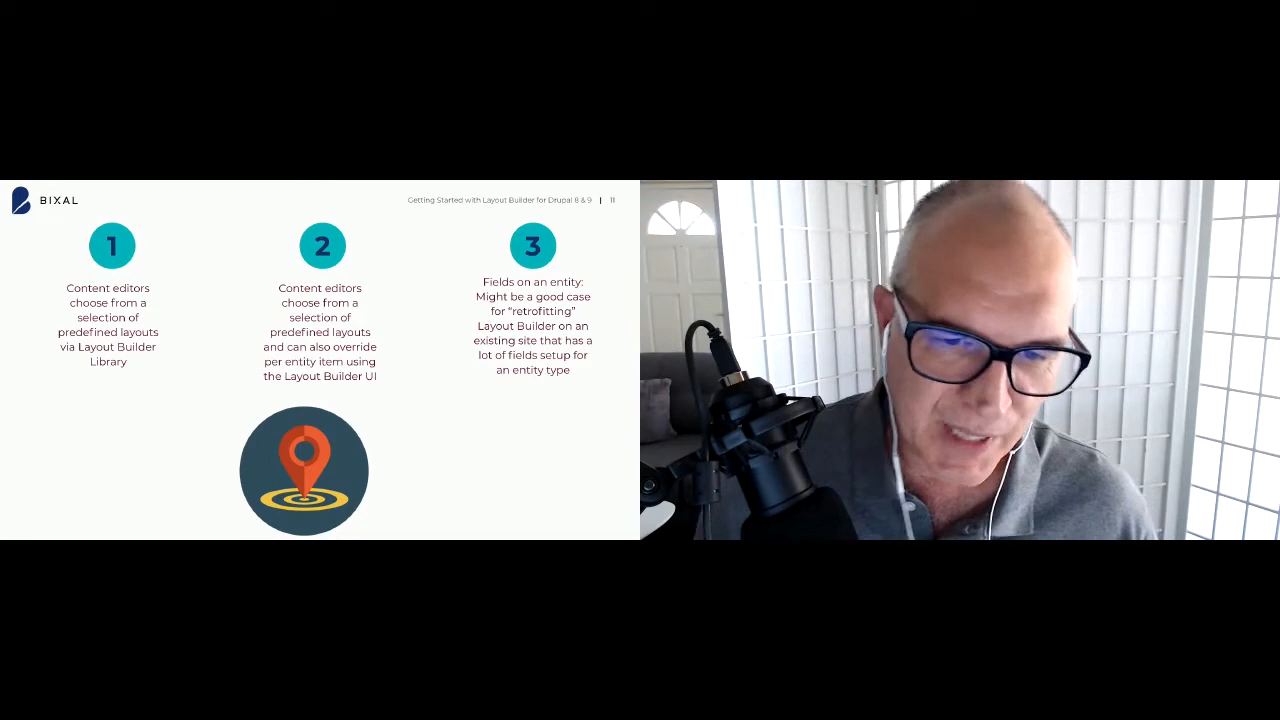 BIXAL
Getting Started with Layout Builder for Drupal 8 & 9 | 11
1
Content editors
choose from a
selection of
predefined layouts
via Layout Builder
Library
2
Content editors
choose from a
selection of
predefined layouts
and can also override
per entity item using
the Layout Builder UI
3
Fields on an entity:
Might be a good case
for “retrofitting”
Layout Builder on an
existing site that has a
lot of fields setup for
an entity type